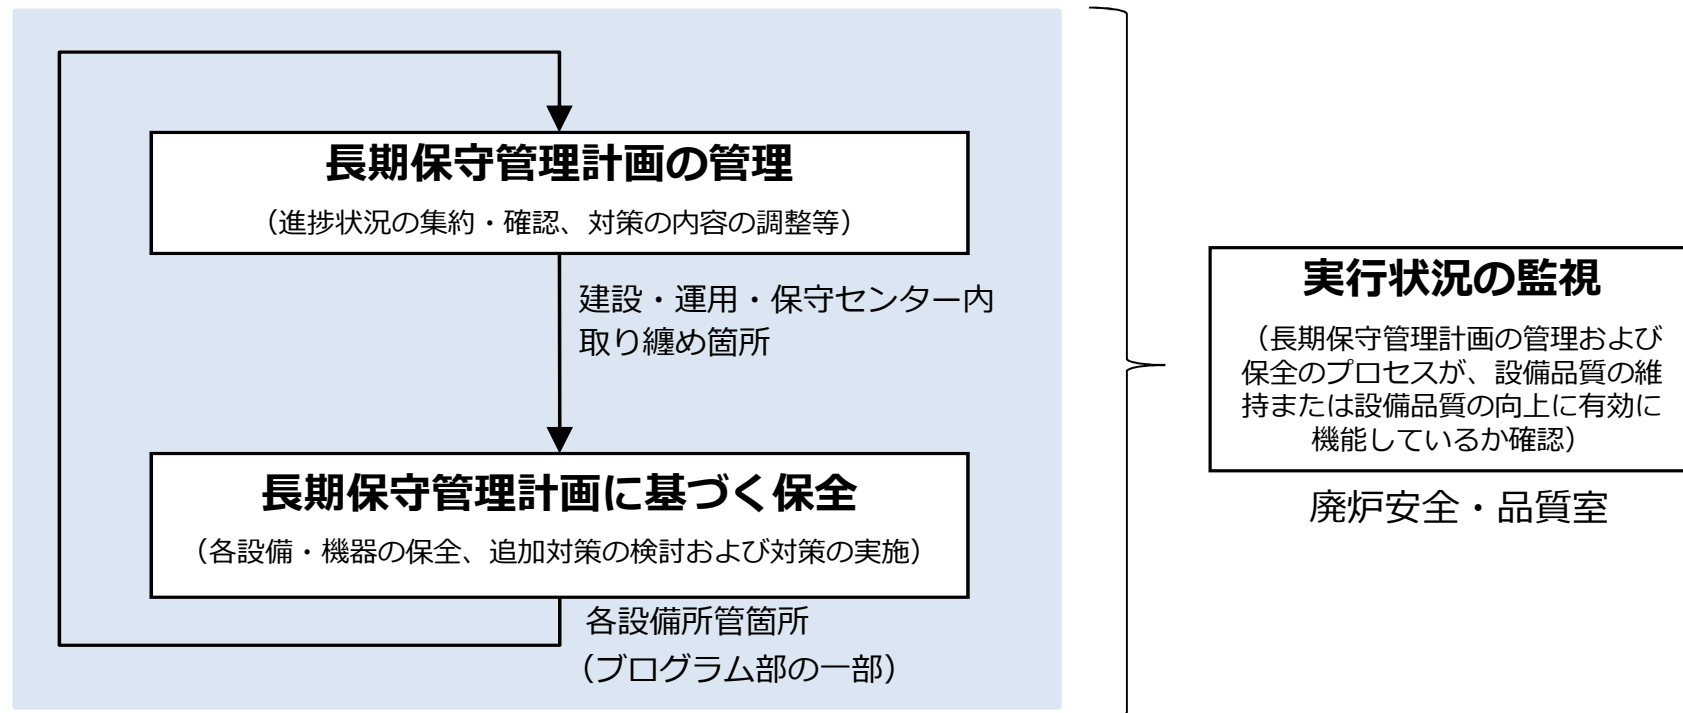 長期保守管理計画の管理
（進捗状況の集約・確認、対策の内容の調整等）
建設・運用・保守センター内
取り纏め箇所
長期保守管理計画に基づく保全
（各設備・機器の保全、追加対策の検討および対策の実施）
各設備所管箇所
（プログラム部の一部）
実行状況の監視
（長期保守管理計画の管理および
保全のプロセスが、設備品質の維
持または設備品質の向上に有効に
機能しているか確認）
廃炉安全・品質室